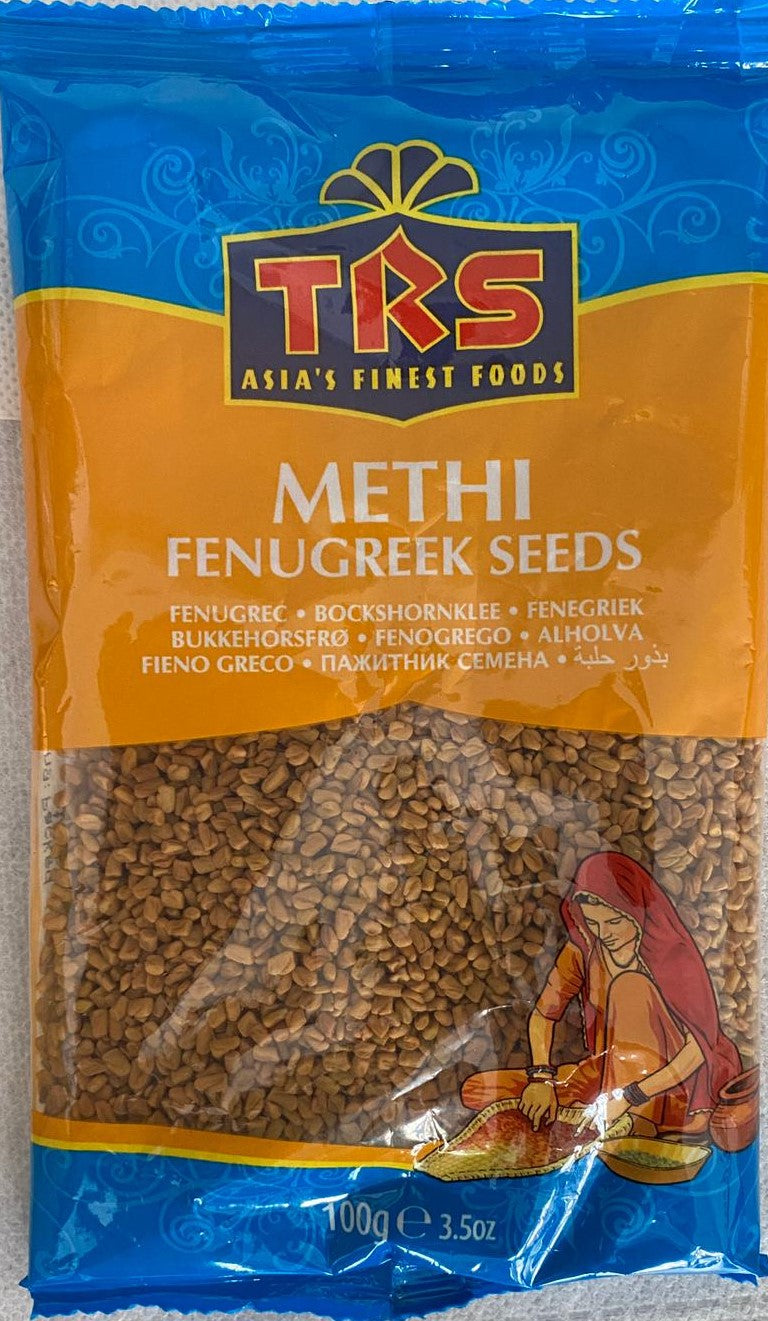 TRS
ASIA'S FINEST FOODS
METHI
FENUGREEK SEEDS
FENUGREC • BOCKSHORNKLEE • FENEGRIEK
BUKKEHORSFRØ • FENOGREGO • ALHOLVA
FIENO GRECO • ПАЖИТНИК СЕМЕНА • بذور حلبة
100g ℮ 3.5oz